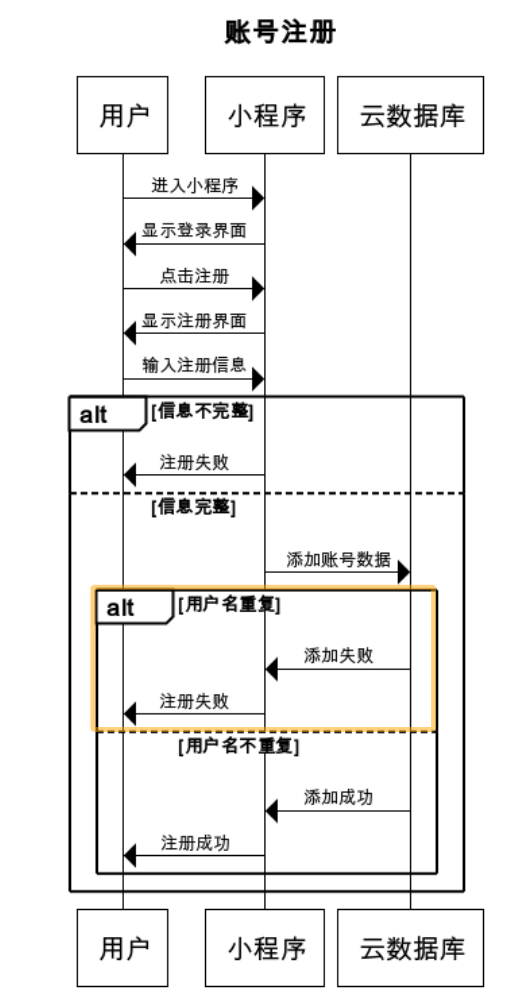 账号注册
用户 小程序 云数据库
进入小程序
显示登录界面
点击注册
显示注册界面
输入注册信息
alt [信息不完整]
注册失败
[信息完整]
添加账号数据
alt [用户名重复]
添加失败
注册失败
[用户名不重复]
添加成功
注册成功
用户 小程序 云数据库